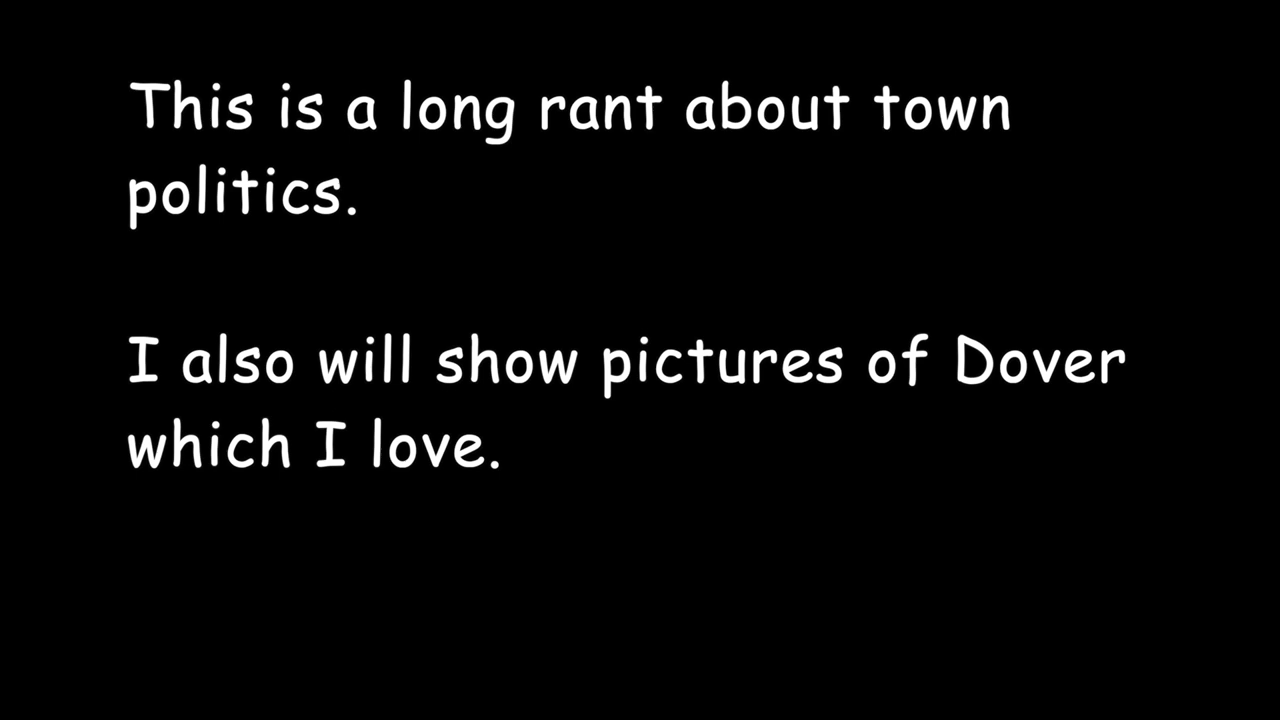 This is a long rant about town
politics.
I also will show pictures of Dover
which I love.